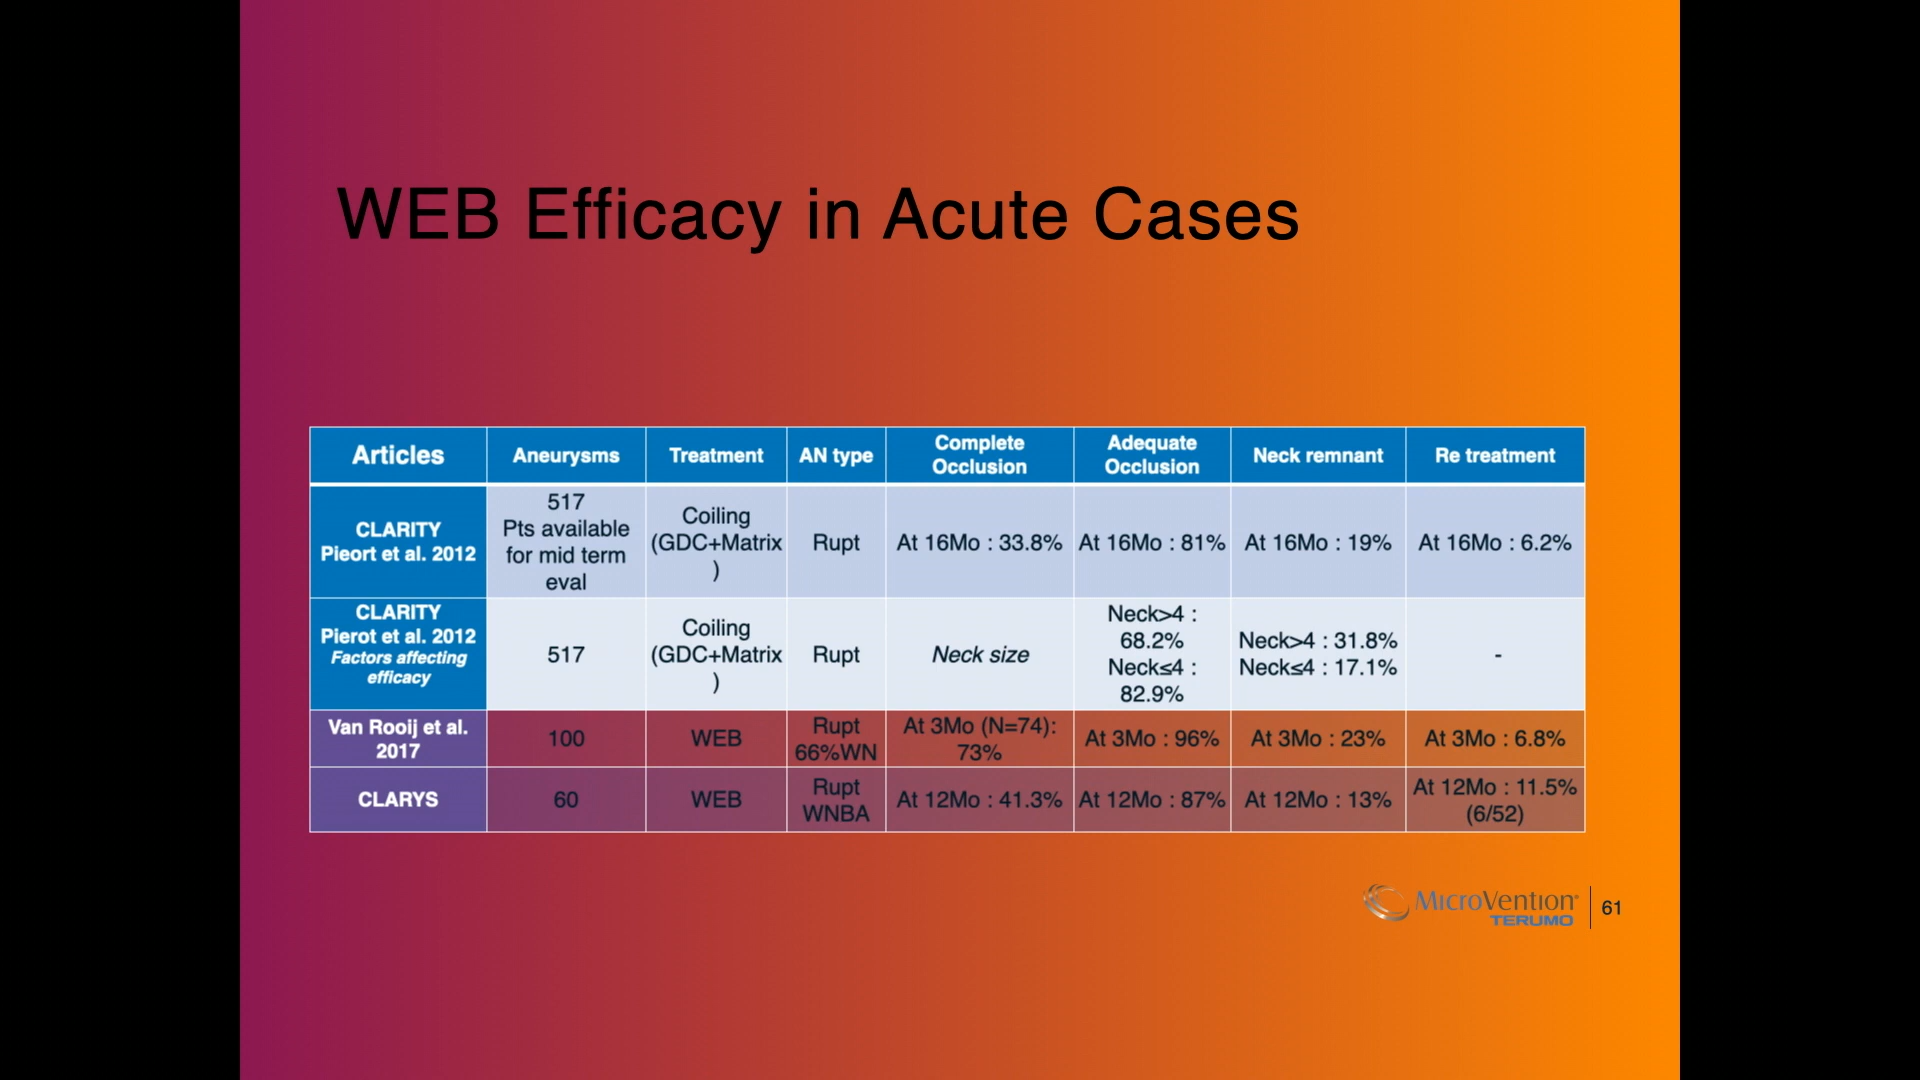 WEB Efficacy in Acute Cases
Articles
Aneurysms
Treatment
AN type
Complete
Occlusion
Adequate
Occlusion
Neck remnant
Re treatment
CLARITY
Pieort et al. 2012
517
Pts available
for mid term
eval
Coiling
(GDC+Matrix
)
Rupt
At 16Mo : 33.8%
At 16Mo : 81%
At 16Mo : 19%
At 16Mo : 6.2%
CLARITY
Pierot et al. 2012
Factors affecting
efficacy
517
Coiling
(GDC+Matrix
)
Rupt
Neck size
Neck>4 :
68.2%
Neck≤4 :
82.9%
Neck>4 : 31.8%
Neck≤4 : 17.1%
-
Van Rooij et al.
2017
100
WEB
Rupt
66%WN
At 3Mo (N=74):
73%
At 3Mo : 96%
At 3Mo : 23%
At 3Mo : 6.8%
CLARYS
60
WEB
Rupt
WNBA
At 12Mo : 41.3%
At 12Mo : 87%
At 12Mo : 13%
At 12Mo : 11.5%
(6/52)
MicroVention
TERUMO
61